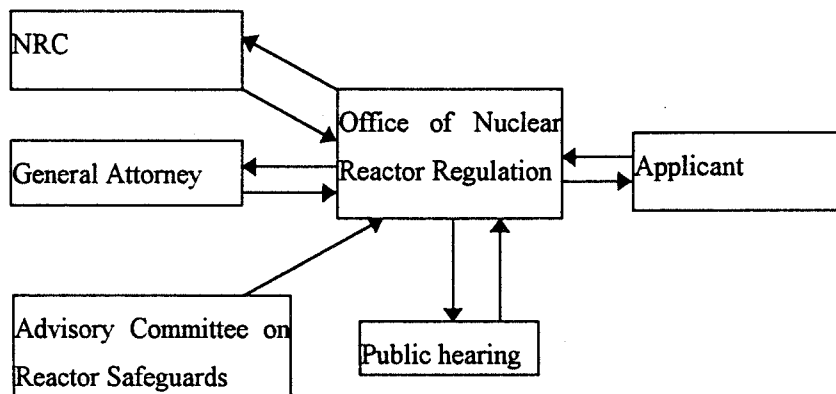 NRC
Office of Nuclear
Reactor Regulation
General Attorney
Applicant
Advisory Committee on
Reactor Safeguards
Public hearing